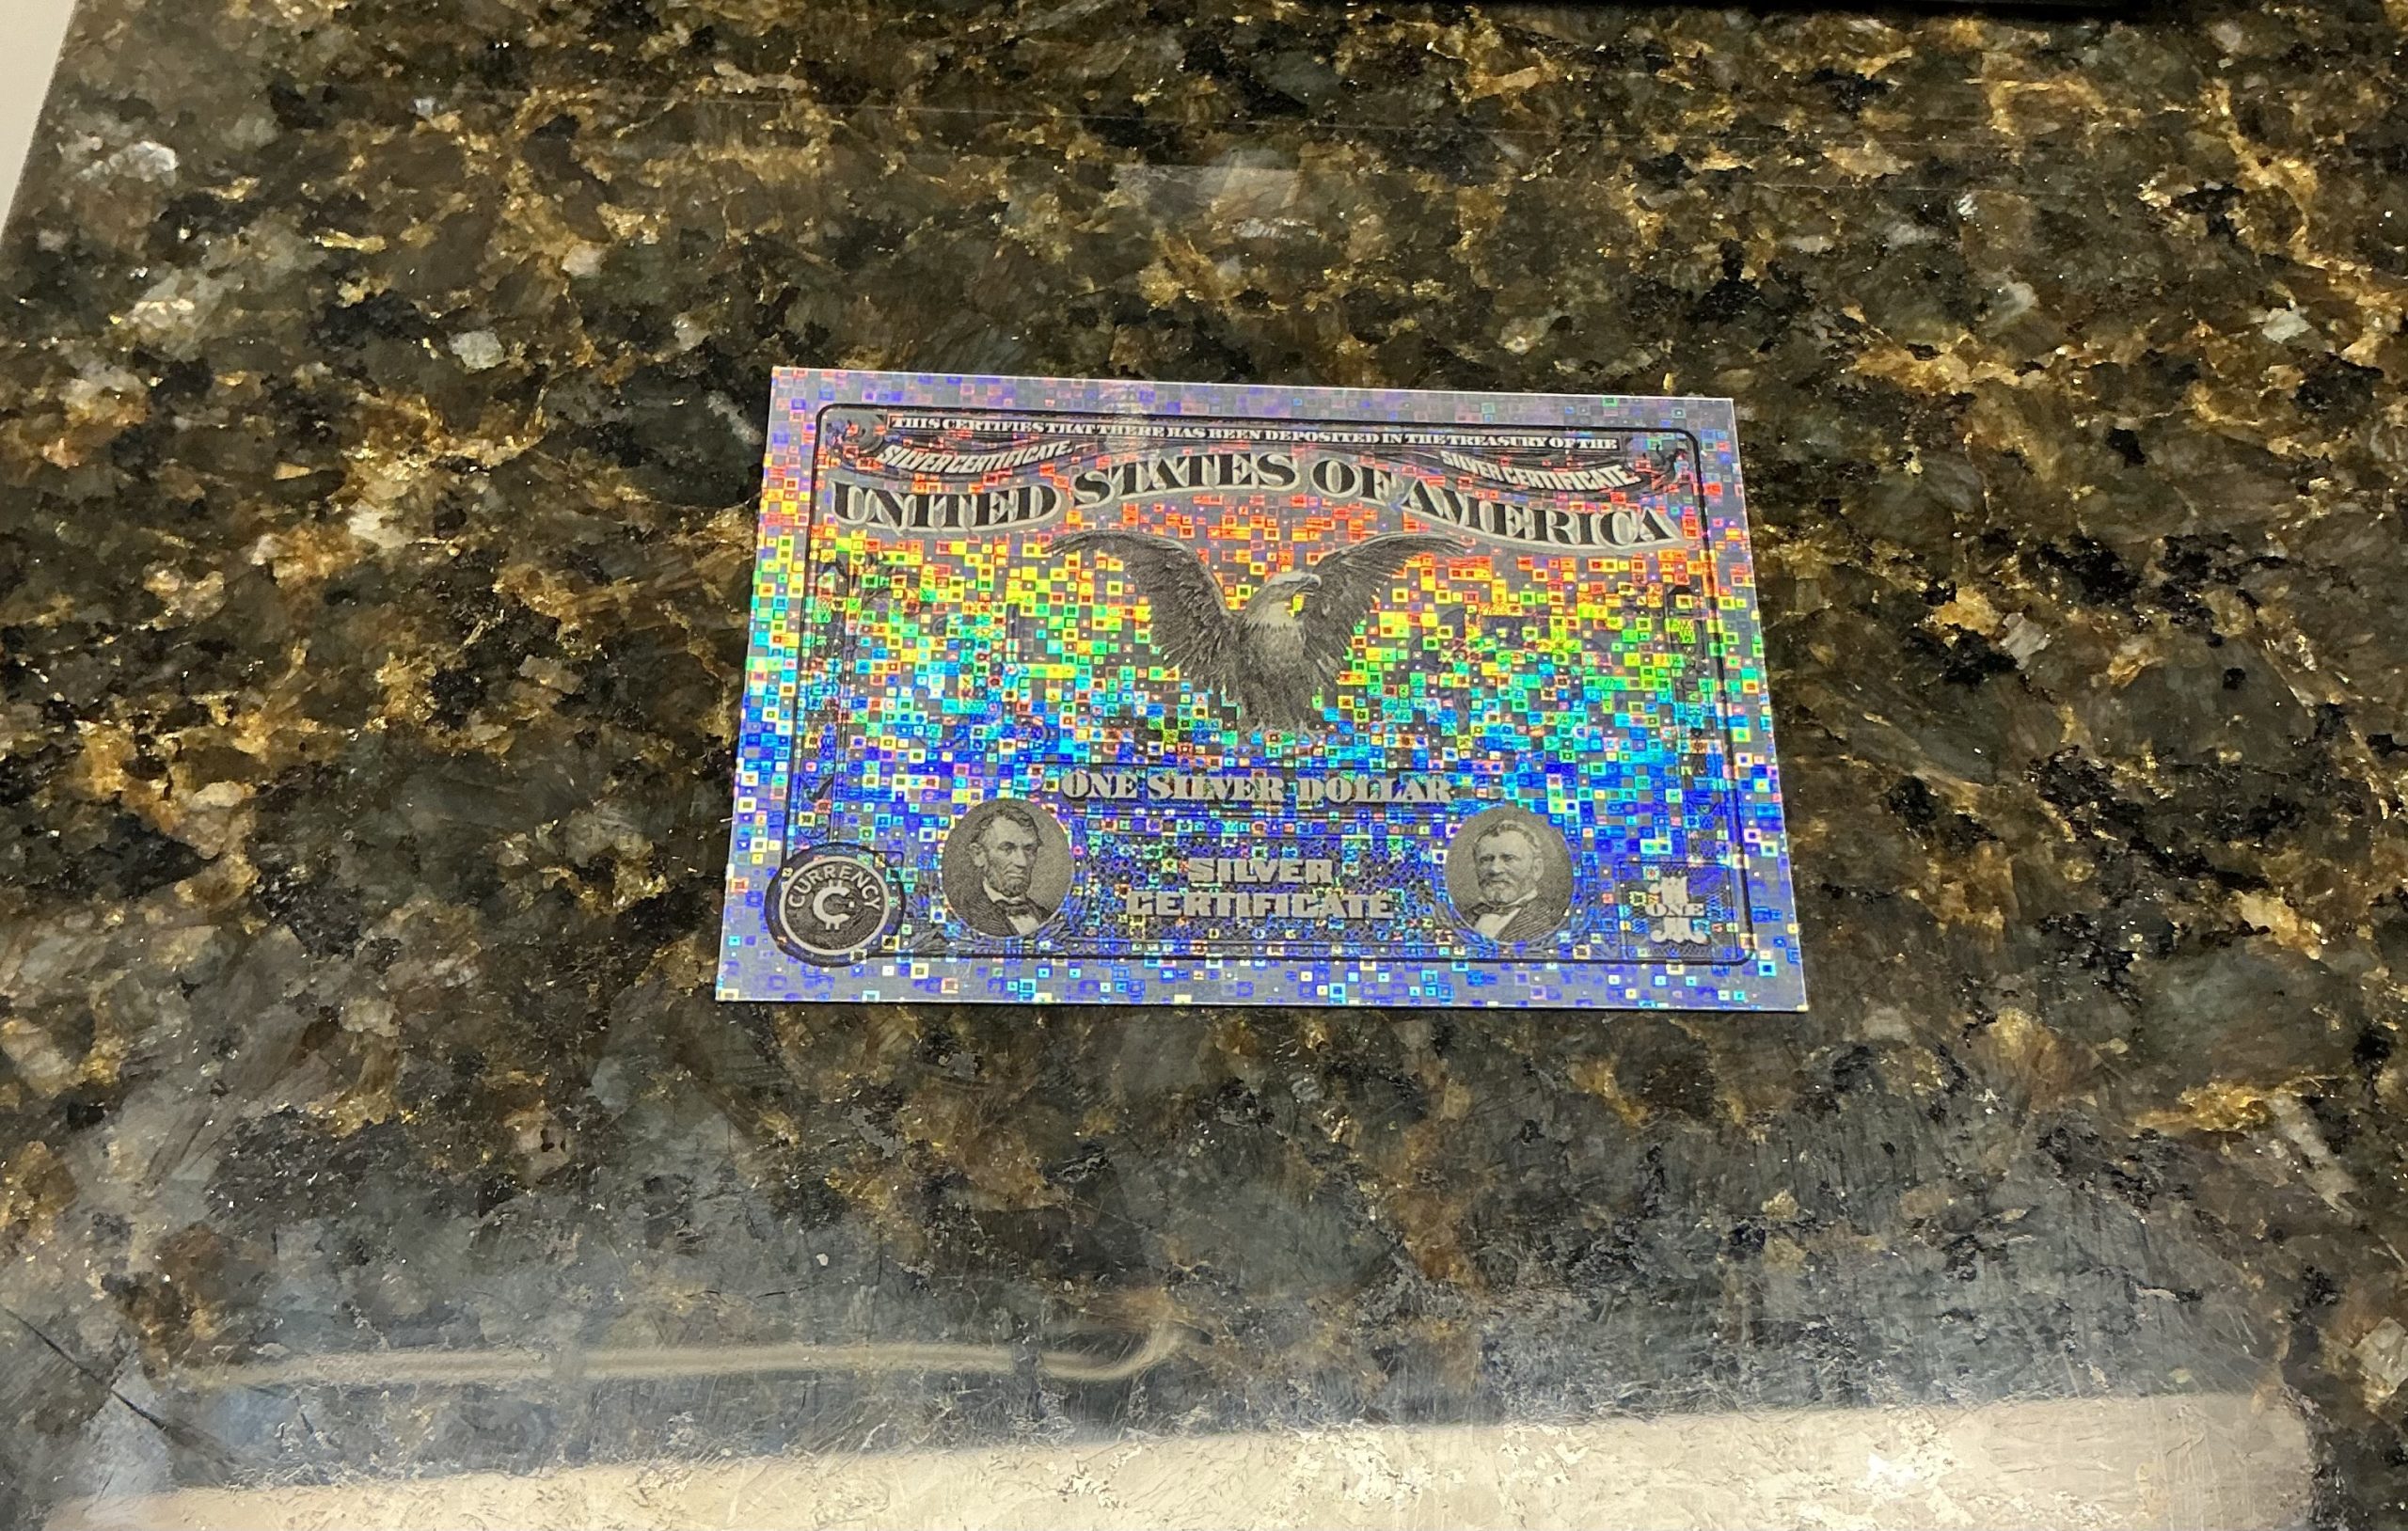 THIS CERTIFIES THAT THERE HAS BEEN DEPOSITED IN THE TREASURY OF THE
SILVER CERTIFICATE.
SILVER CERTIFICATE.
UNITED STATES OF AMERICA
ONE SILVER DOLLAR
SILVER
CERTIFICATE
CURRENCY
C
1
ONE